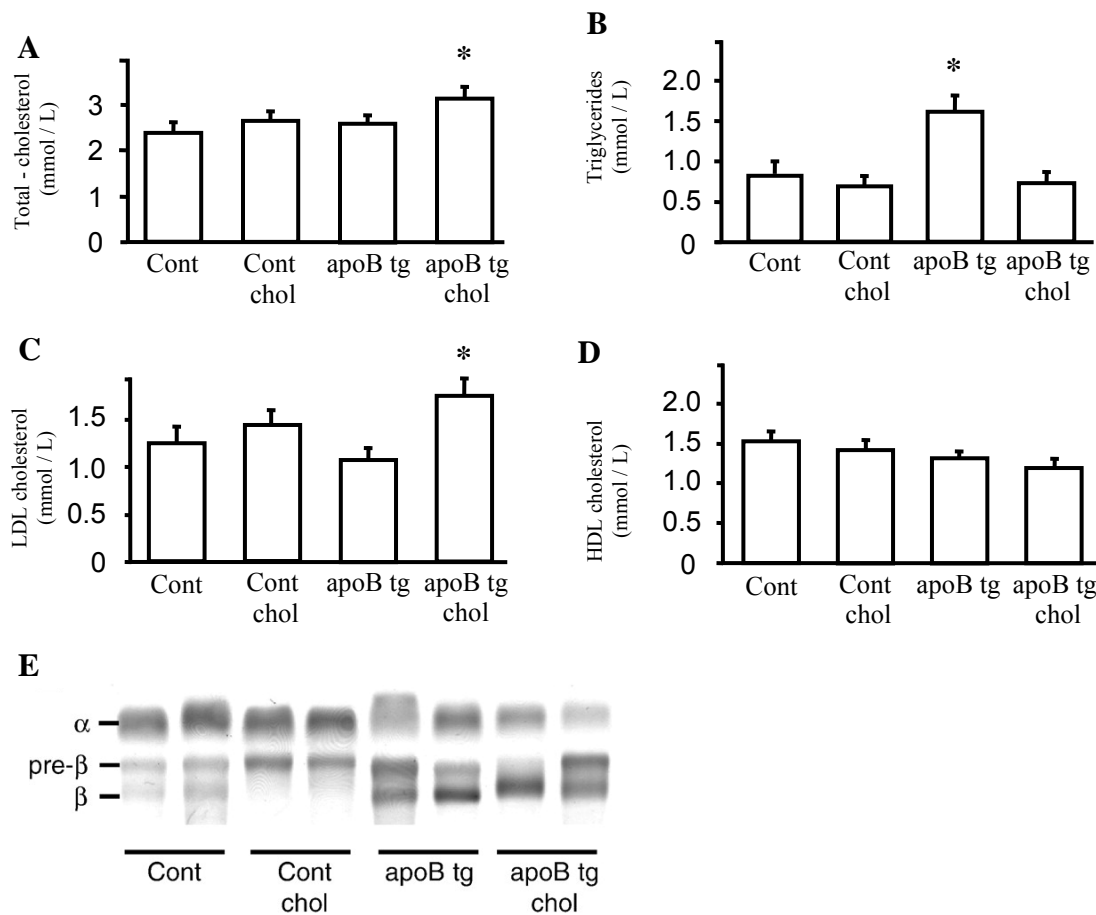 A
Total - cholesterol
(mmol / L)
3
2
1
0
*
Cont
Cont
chol
apoB tg
apoB tg
chol
B
Triglycerides
(mmol / L)
2.0
1.5
1.0
0.5
0
*
Cont
Cont
chol
apoB tg
apoB tg
chol
C
LDL cholesterol
(mmol / L)
1.5
1.0
0.5
0
*
Cont
Cont
chol
apoB tg
apoB tg
chol
D
HDL cholesterol
(mmol / L)
2.0
1.5
1.0
0.5
0
Cont
Cont
chol
apoB tg
apoB tg
chol
E
α
pre-β
β
Cont
Cont
chol
apoB tg
apoB tg
chol